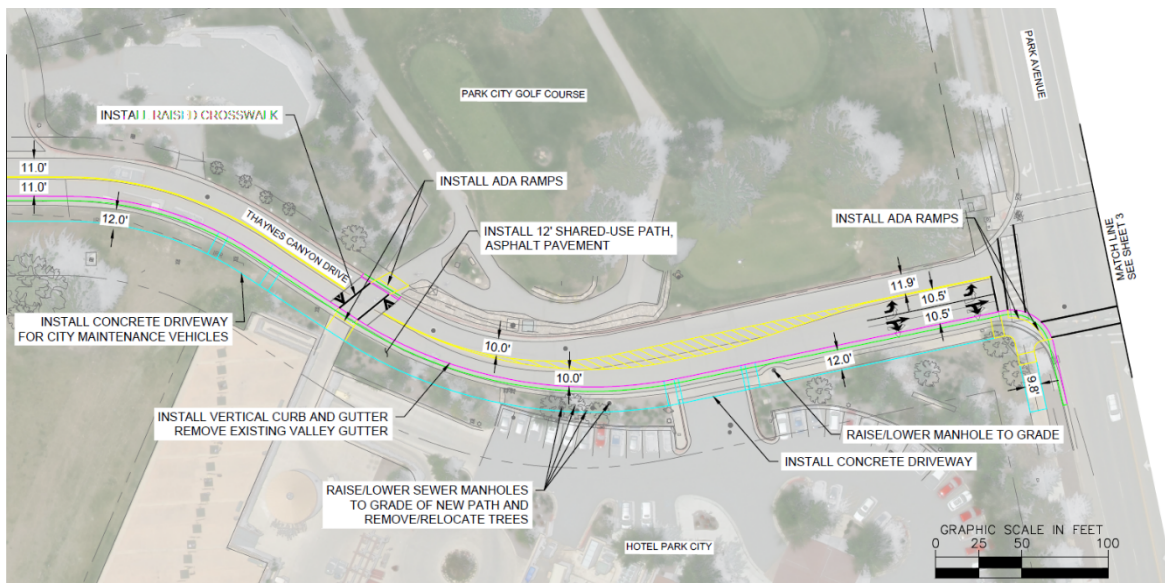 PARK CITY GOLF COURSE
PARK AVENUE
INSTALL RAISED CROSSWALK
11.0'
11.0'
12.0'
INSTALL ADA RAMPS
THAYNES CANYON DRIVE
INSTALL 12' SHARED-USE PATH,
ASPHALT PAVEMENT
INSTALL ADA RAMPS
MATCH LINE
SEE SHEET 3
11.9'
10.5'
10.5'
INSTALL CONCRETE DRIVEWAY
FOR CITY MAINTENANCE VEHICLES
10.0'
10.0'
12.0'
9.8'
INSTALL VERTICAL CURB AND GUTTER
REMOVE EXISTING VALLEY GUTTER
RAISE/LOWER MANHOLE TO GRADE
INSTALL CONCRETE DRIVEWAY
RAISE/LOWER SEWER MANHOLES
TO GRADE OF NEW PATH AND
REMOVE/RELOCATE TREES
HOTEL PARK CITY
GRAPHIC SCALE IN FEET
0 25 50 100